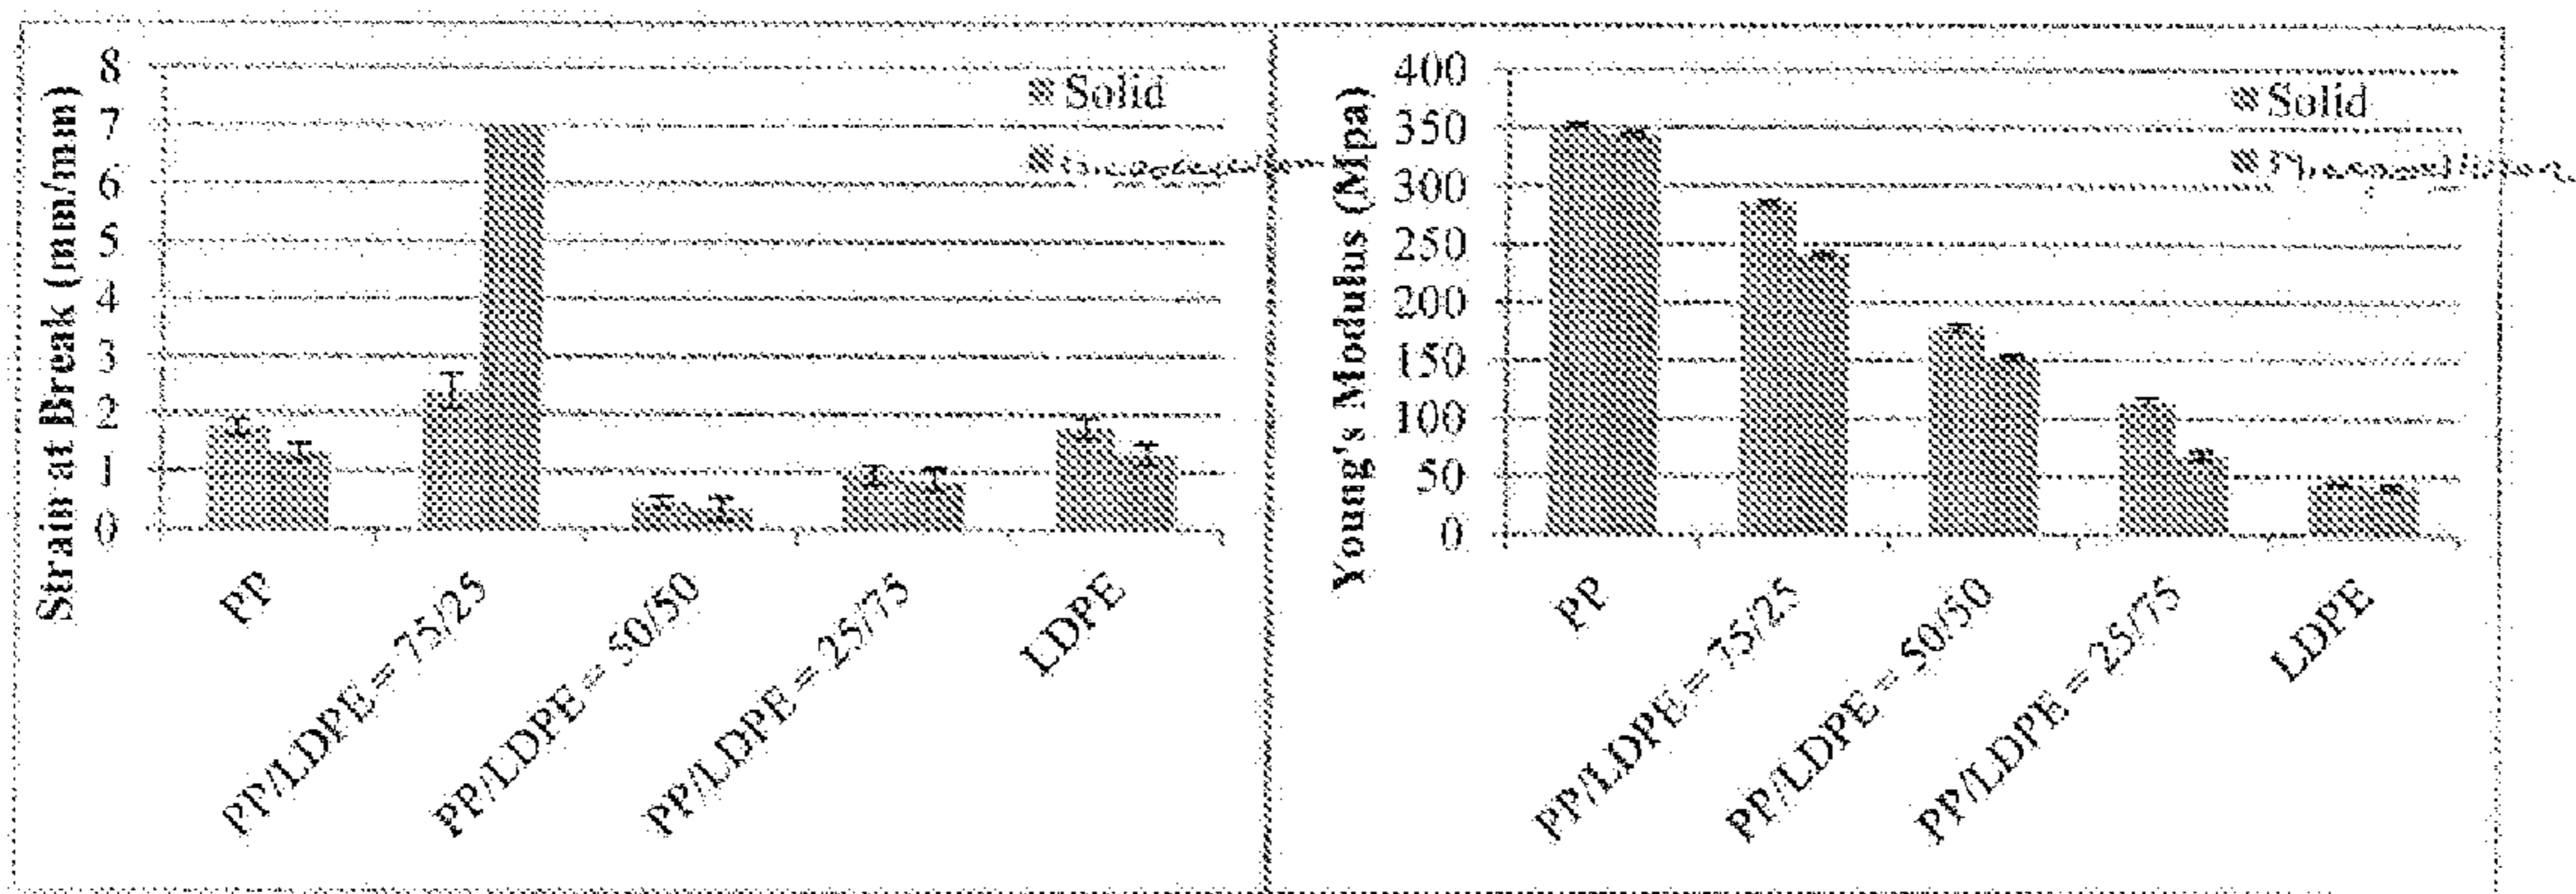 Strain at Break (mm/mm)
8
7
6
5
4
3
2
1
0
Solid
PP
PP/LDPE = 75/25
PP/LDPE = 50/50
PP/LDPE = 25/75
LDPE
Young's Modulus (Mpa)
400
350
300
250
200
150
100
50
0
Solid
PP
PP/LDPE = 75/25
PP/LDPE = 50/50
PP/LDPE = 25/75
LDPE